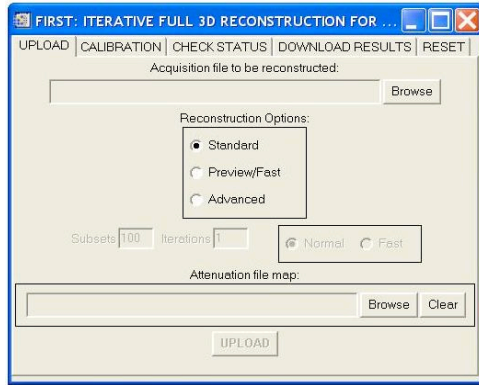 FIRST: ITERATIVE FULL 3D RECONSTRUCTION FOR ...
UPLOAD CALIBRATION CHECK STATUS DOWNLOAD RESULTS RESET
Acquisition file to be reconstructed:
Browse
Reconstruction Options:
Standard
Preview/Fast
Advanced
Subsets 100 Iterations 1 Normal Fast
Attenuation file map:
Browse Clear
UPLOAD